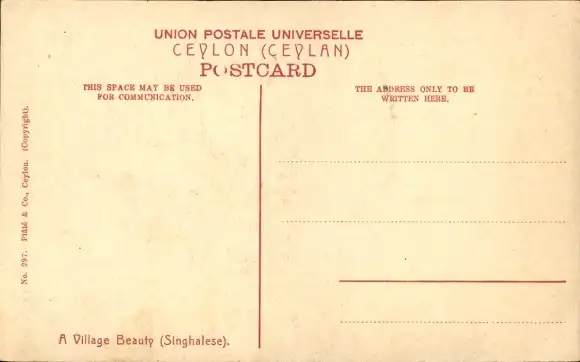 UNION POSTALE UNIVERSELLE
CEYLON (CEYLAN)
POSTCARD
THIS SPACE MAY BE USED
FOR COMMUNICATION.
THE ADDRESS ONLY TO BE
WRITTEN HERE.
No. 297. Plâté & Co., Ceylon. (Copyright).
A Village Beauty (Singhalese).